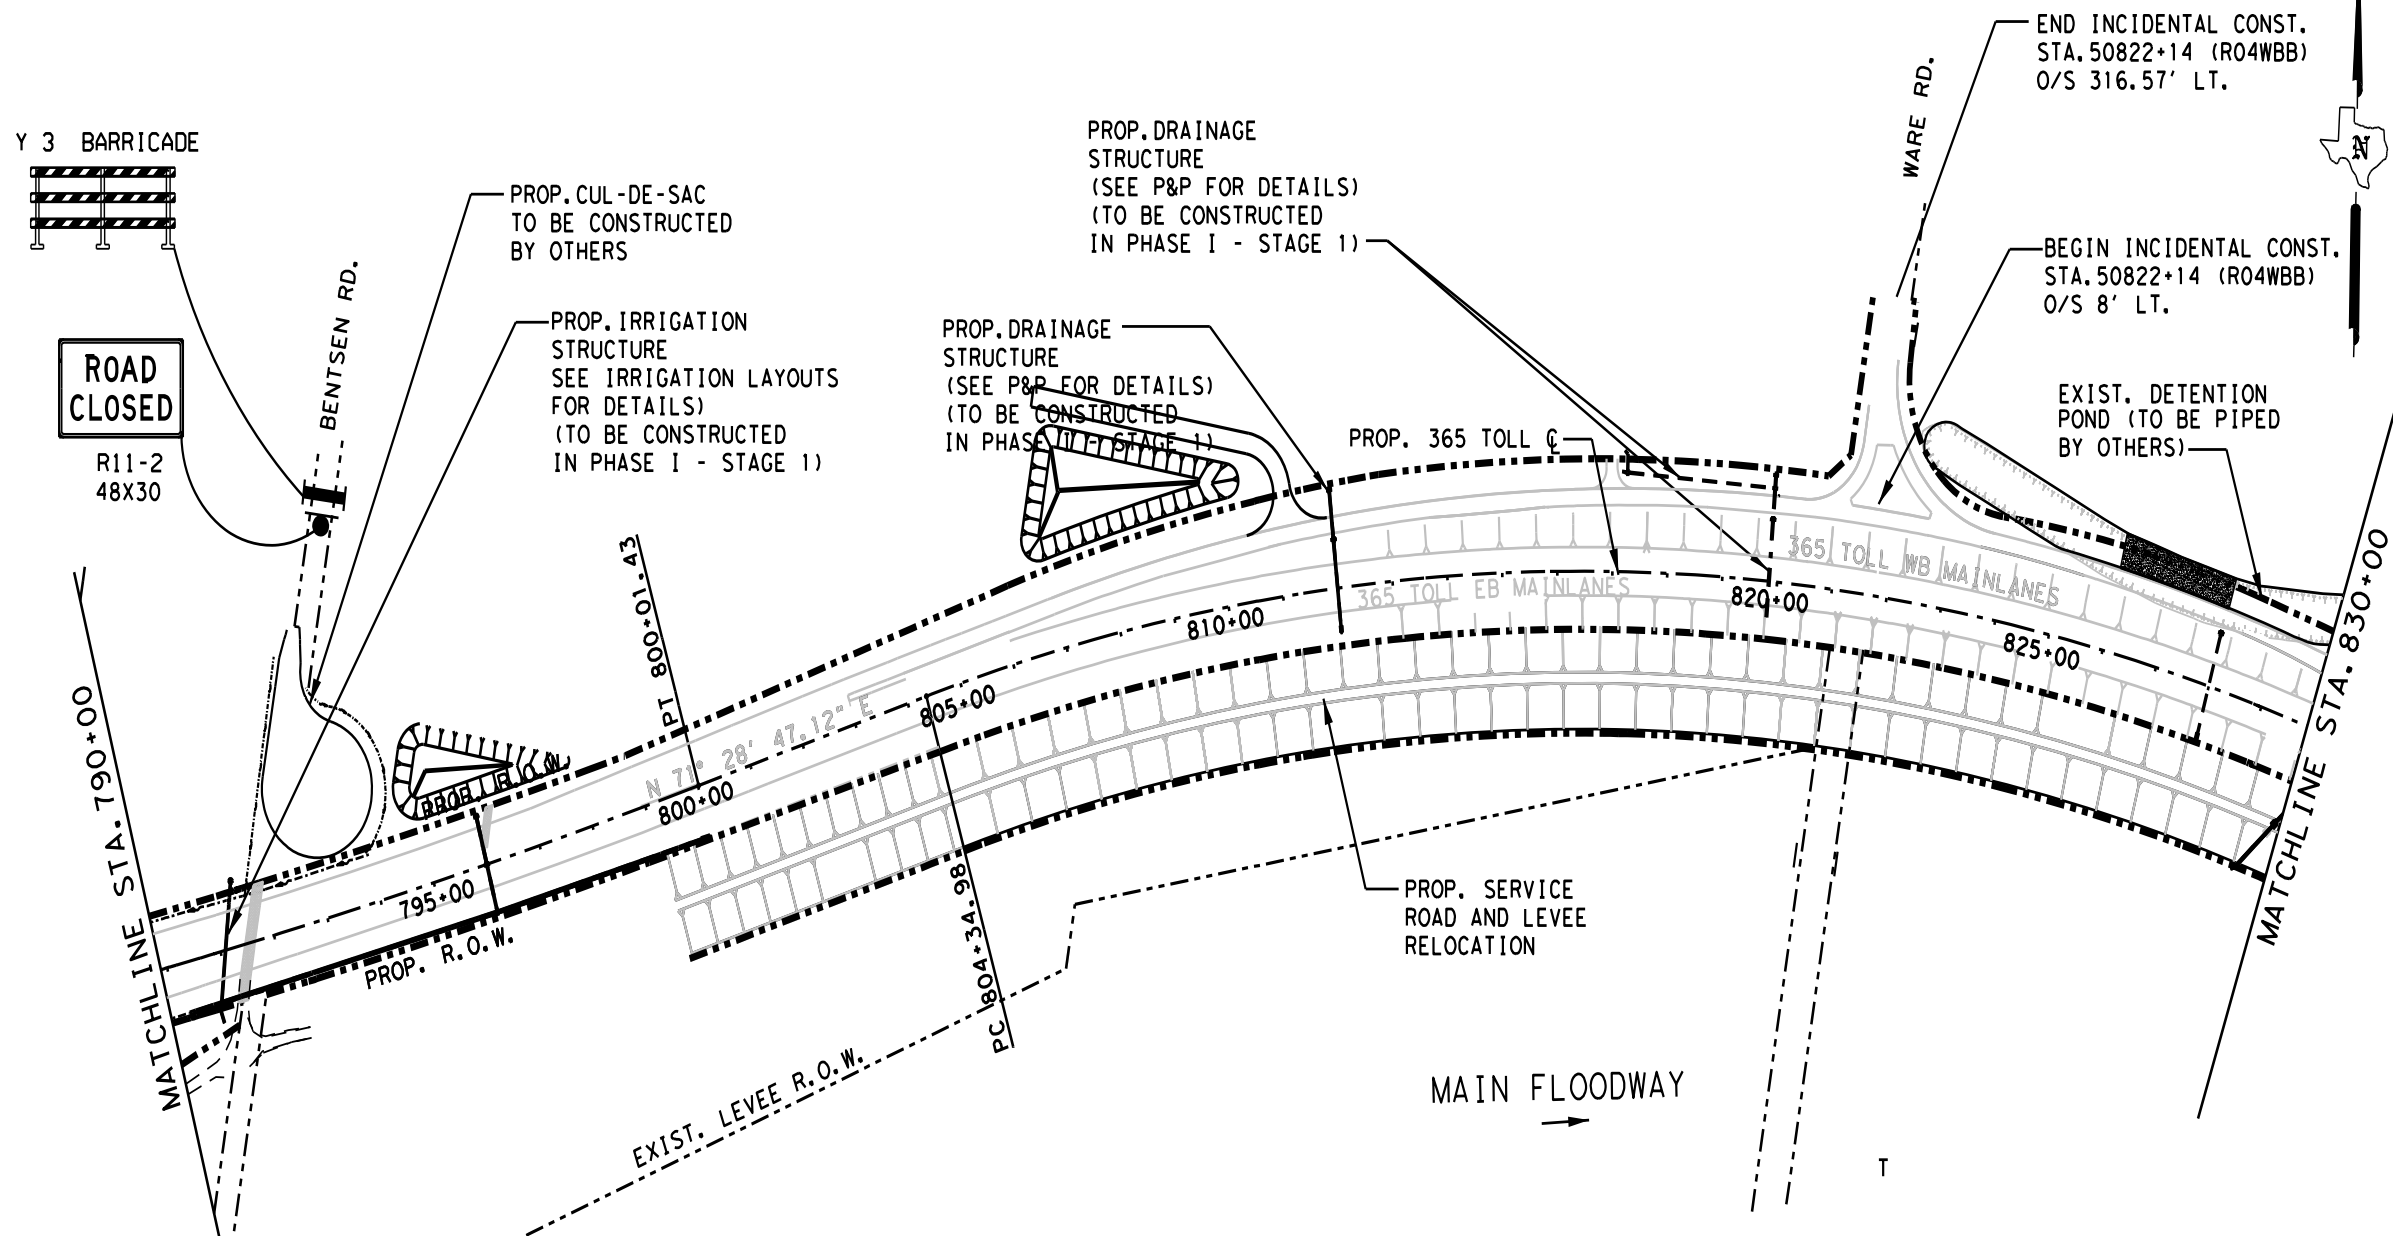 END INCIDENTAL CONST.
STA.50822+14 (RO4WBB)
O/S 316.57' LT.
WARE RD.
PROP.DRAINAGE
STRUCTURE
(SEE P&P FOR DETAILS)
(TO BE CONSTRUCTED
IN PHASE I - STAGE 1)
Y 3 BARRICADE
N
PROP.CUL-DE-SAC
TO BE CONSTRUCTED
BY OTHERS
BEGIN INCIDENTAL CONST.
STA.50822+14 (RO4WBB)
O/S 8' LT.
BENTSEN RD.
PROP.IRRIGATION
STRUCTURE
SEE IRRIGATION LAYOUTS
FOR DETAILS)
(TO BE CONSTRUCTED
IN PHASE I - STAGE 1)
PROP.DRAINAGE
STRUCTURE
(SEE P&P FOR DETAILS)
(TO BE CONSTRUCTED
IN PHASE - STAGE 1)
ROAD
CLOSED
R11-2
48X30
EXIST. DETENTION
POND (TO BE PIPED
BY OTHERS)
PROP. 365 TOLL ℄
365 TOLL WB MAINLANES
365 TOLL EB MAINLANES
PT 800+01.43
820+00
810+00
825+00
805+00
N 71° 28' 47.12" E
800+00
PROP. R.O.W.
795+00
PROP. R.O.W.
MATCHLINE STA.790+00
MATCHLINE STA.830+00
PC 804+34.98
PROP. SERVICE
ROAD AND LEVEE
RELOCATION
EXIST. LEVEE R.O.W.
MAIN FLOODWAY
T